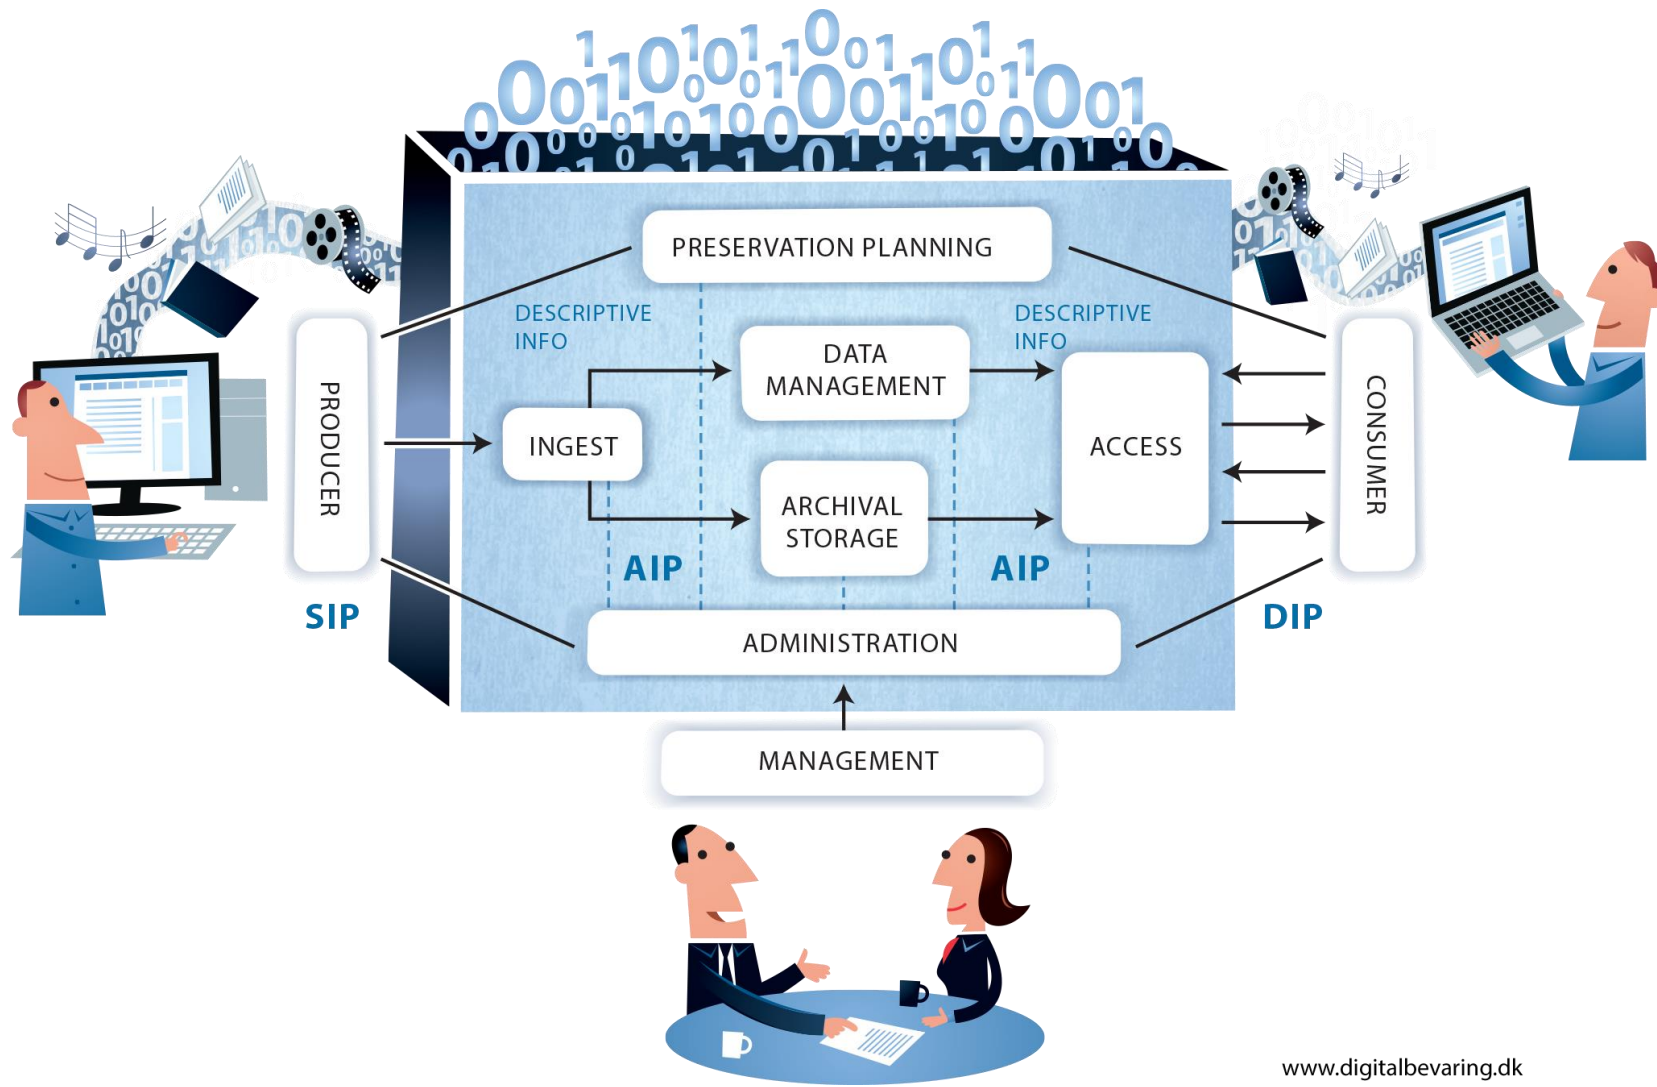 PRESERVATION PLANNING
DESCRIPTIVE
INFO
DESCRIPTIVE
INFO
DATA
MANAGEMENT
PRODUCER
INGEST
ACCESS
CONSUMER
ARCHIVAL
STORAGE
AIP
AIP
SIP
DIP
ADMINISTRATION
MANAGEMENT
www.digitalbevaring.dk